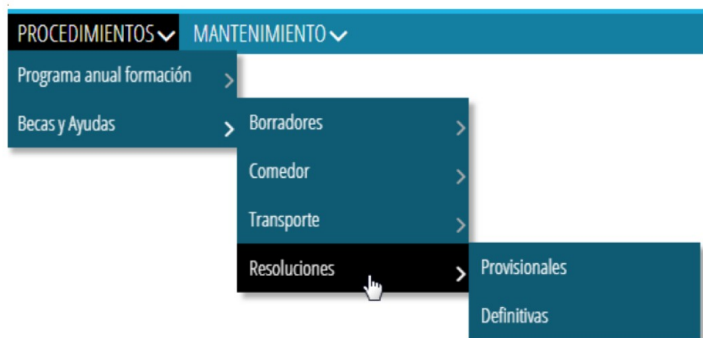 PROCEDIMIENTOS MANTENIMIENTO
Programa anual formación
Becas y Ayudas
Borradores
Comedor
Transporte
Resoluciones
Provisionales
Definitivas